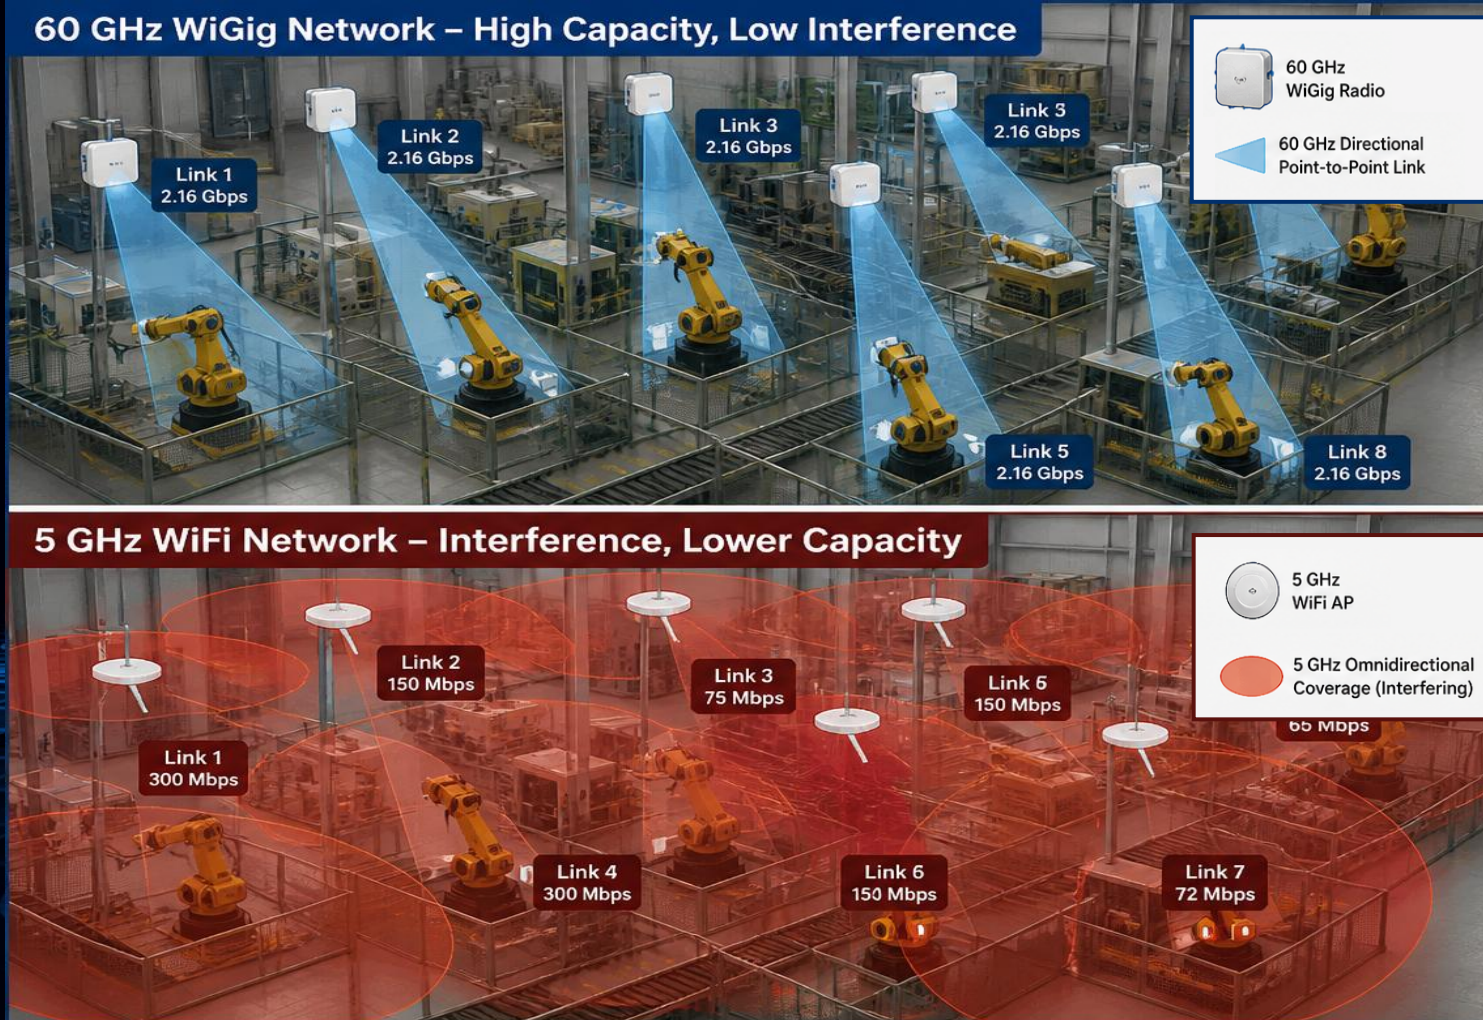 60 GHz WiGig Network – High Capacity, Low Interference
60 GHz
WiGig Radio
60 GHz Directional
Point-to-Point Link
Link 1
2.16 Gbps
Link 2
2.16 Gbps
Link 3
2.16 Gbps
Link 3
2.16 Gbps
Link 5
2.16 Gbps
Link 8
2.16 Gbps
5 GHz WiFi Network – Interference, Lower Capacity
5 GHz
WiFi AP
5 GHz Omnidirectional
Coverage (Interfering)
Link 1
300 Mbps
Link 2
150 Mbps
Link 3
75 Mbps
Link 5
150 Mbps
65 Mbps
Link 4
300 Mbps
Link 6
150 Mbps
Link 7
72 Mbps